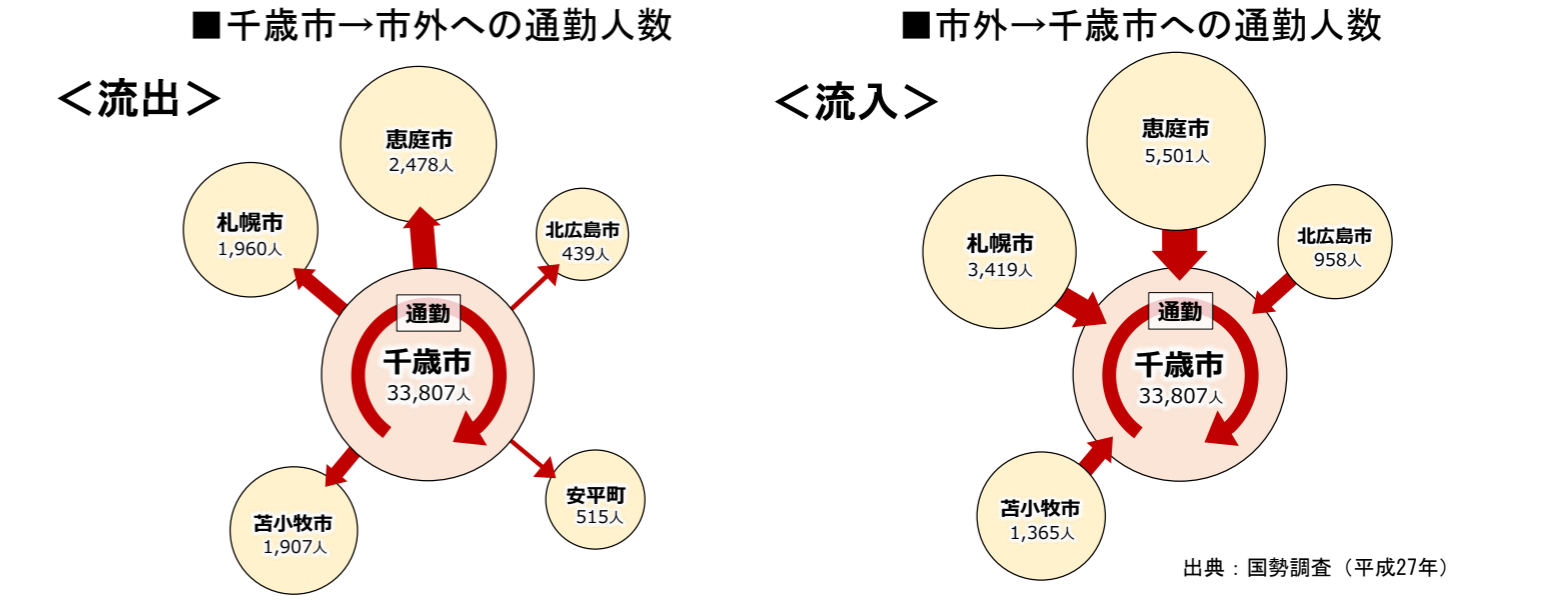 ■千歳市→市外への通勤人数
＜流出＞
恵庭市
2,478人
札幌市
1,960人
北広島市
439人
通勤
千歳市
33,807人
苫小牧市
1,907人
安平町
515人
■市外→千歳市への通勤人数
＜流入＞
恵庭市
5,501人
札幌市
3,419人
北広島市
958人
通勤
千歳市
33,807人
苫小牧市
1,365人
出典：国勢調査（平成27年）